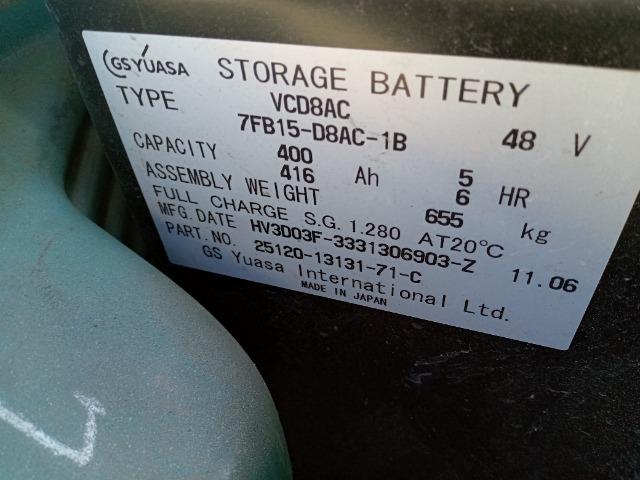 GS YUASA STORAGE BATTERY
TYPE VCD8AC
7FB15-D8AC-1B 48 V
CAPACITY 400 Ah 5 HR
416 6
ASSEMBLY WEIGHT 655 kg
FULL CHARGE S.G. 1.280 AT20°C
MFG. DATE HV3D03F-3331306903-Z 11.06
PART. NO. 25120-13131-71-C
GS Yuasa International Ltd.
MADE IN JAPAN